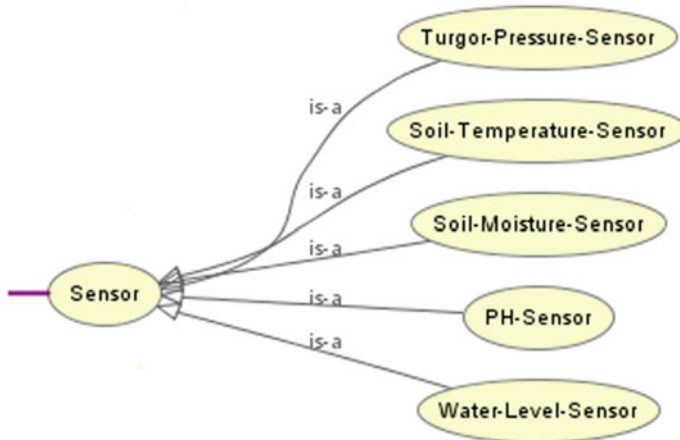 Turgor-Pressure-Sensor
is-a
Soil-Temperature-Sensor
is-a
Soil-Moisture-Sensor
is-a
Sensor
PH-Sensor
is-a
is-a
Water-Level-Sensor